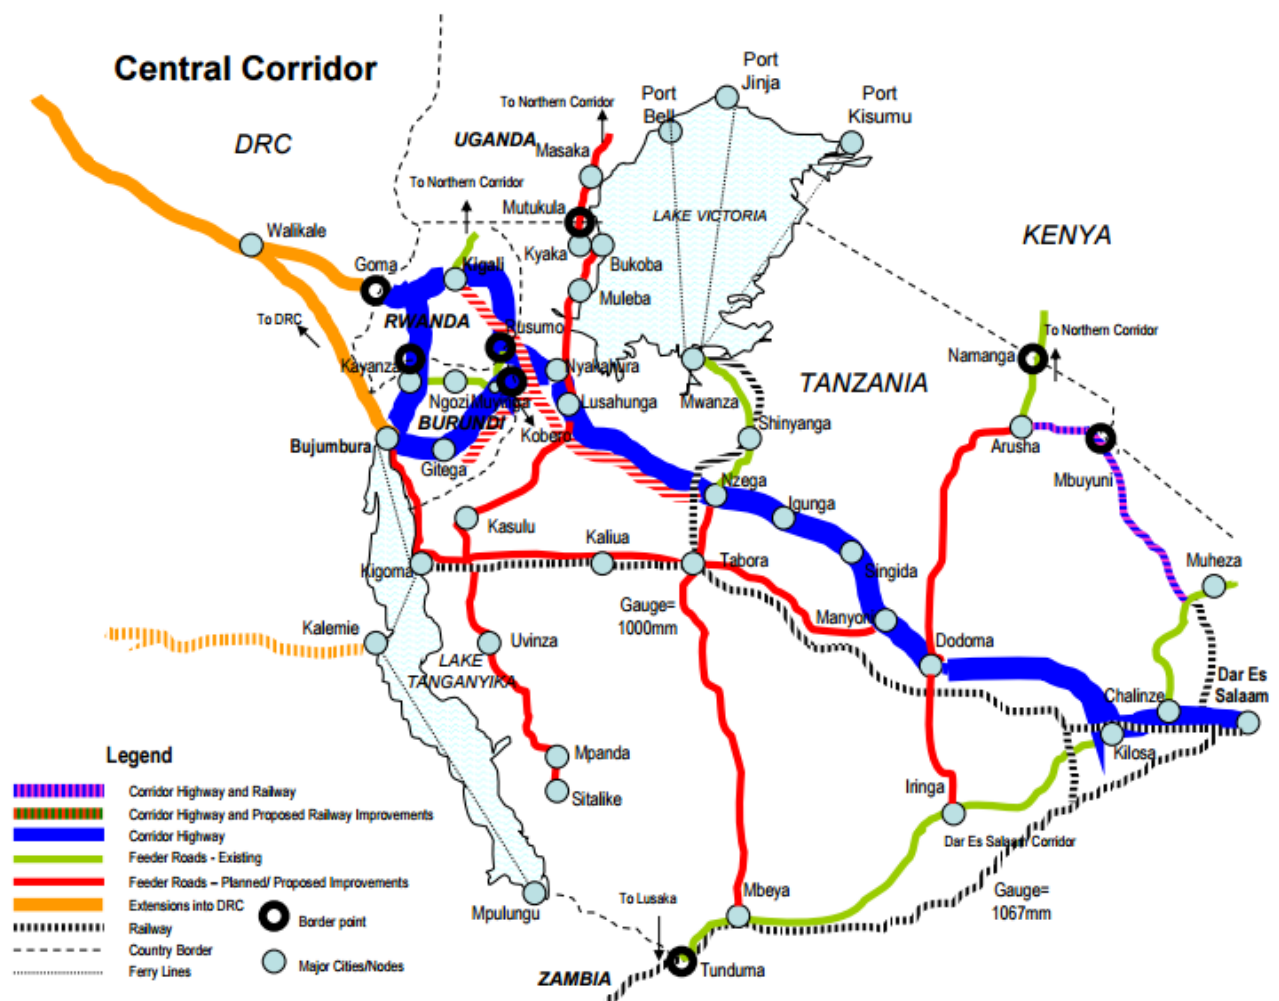 Central Corridor
DRC
UGANDA
To Northern Corridor
Masaka
Port
Bell
Port
Jinja
Port
Kisumu
To Northern Corridor
Mutukula
LAKE VICTORIA
KENYA
Walikale
Goma
Kigali
Kyaka
Bukoba
Muleba
To DRC
RWANDA
Rusumo
To Northern Corridor
Namanga
Kayanza
Nyakahura
Mwanza
TANZANIA
Ngozi
Muyinga
Lusahunga
BURUNDI
Kobero
Shinyanga
Arusha
Mbuyuni
Bujumbura
Gitega
Nzega
Igunga
Kasulu
Kaliua
Tabora
Singida
Muheza
Kigoma
Gauge=
1000mm
Manyoni
Kalemie
Uvinza
Dodoma
LAKE
TANGANYIKA
Chalinze
Dar Es
Salaam
Kilosa
Mpanda
Sitalike
Iringa
Dar Es Salaam Corridor
Gauge=
1067mm
Mbeya
To Lusaka
Mpulungu
Tunduma
ZAMBIA
Legend
Corridor Highway and Railway
Corridor Highway and Proposed Railway Improvements
Corridor Highway
Feeder Roads - Existing
Feeder Roads – Planned/ Proposed Improvements
Extensions into DRC
Railway
Country Border
Ferry Lines
Border point
Major Cities/Nodes